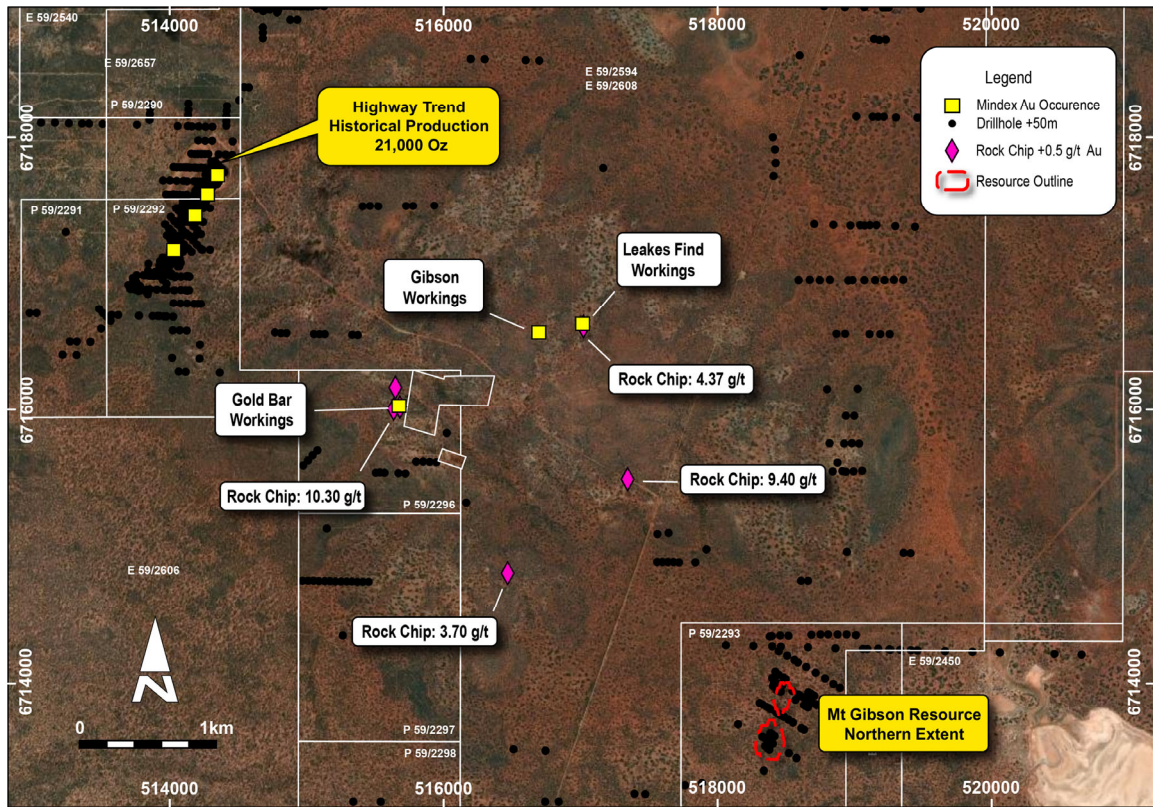 514000
516000
518000
520000
E 59/2540
E 59/2657
E 59/2594
E 59/2608
P 59/2290
Highway Trend
Historical Production
21,000 Oz
Legend
Mindex Au Occurence
Drillhole +50m
Rock Chip +0.5 g/t Au
Resource Outline
6718000
6718000
P 59/2291
P 59/2292
Leakes Find
Workings
Gibson
Workings
Rock Chip: 4.37 g/t
6716000
6716000
Gold Bar
Workings
Rock Chip: 10.30 g/t
Rock Chip: 9.40 g/t
P 59/2296
E 59/2606
Rock Chip: 3.70 g/t
P 59/2293
E 59/2450
6714000
6714000
N
Mt Gibson Resource
Northern Extent
0
1km
P 59/2297
P 59/2298
514000
516000
518000
520000